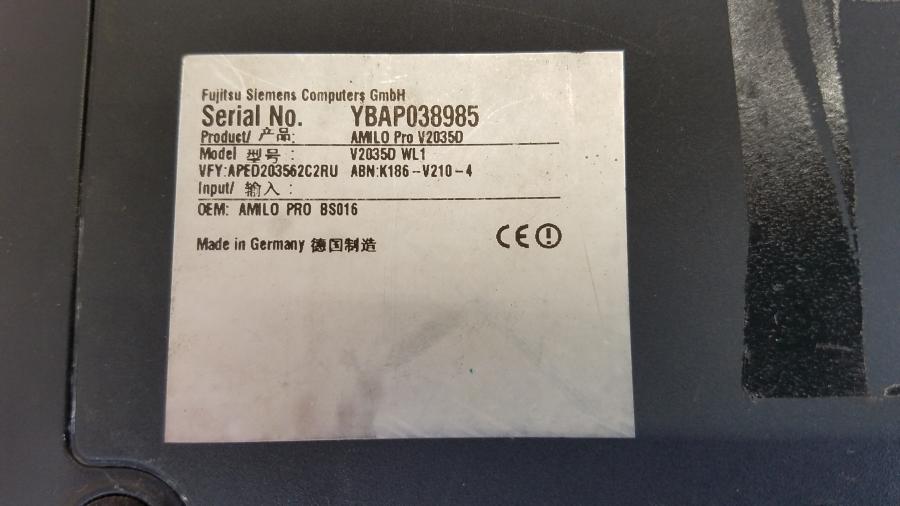 Fujitsu Siemens Computers GmbH
Serial No. YBAP038985
Product/ 产品: AMILO Pro V2035D
Model 型号: V2035D WL1
VFY:APED203562C2RU ABN:K186-V210-4
Input/ 输入:
OEM: AMILO PRO BS016
Made in Germany 德国制造 CE